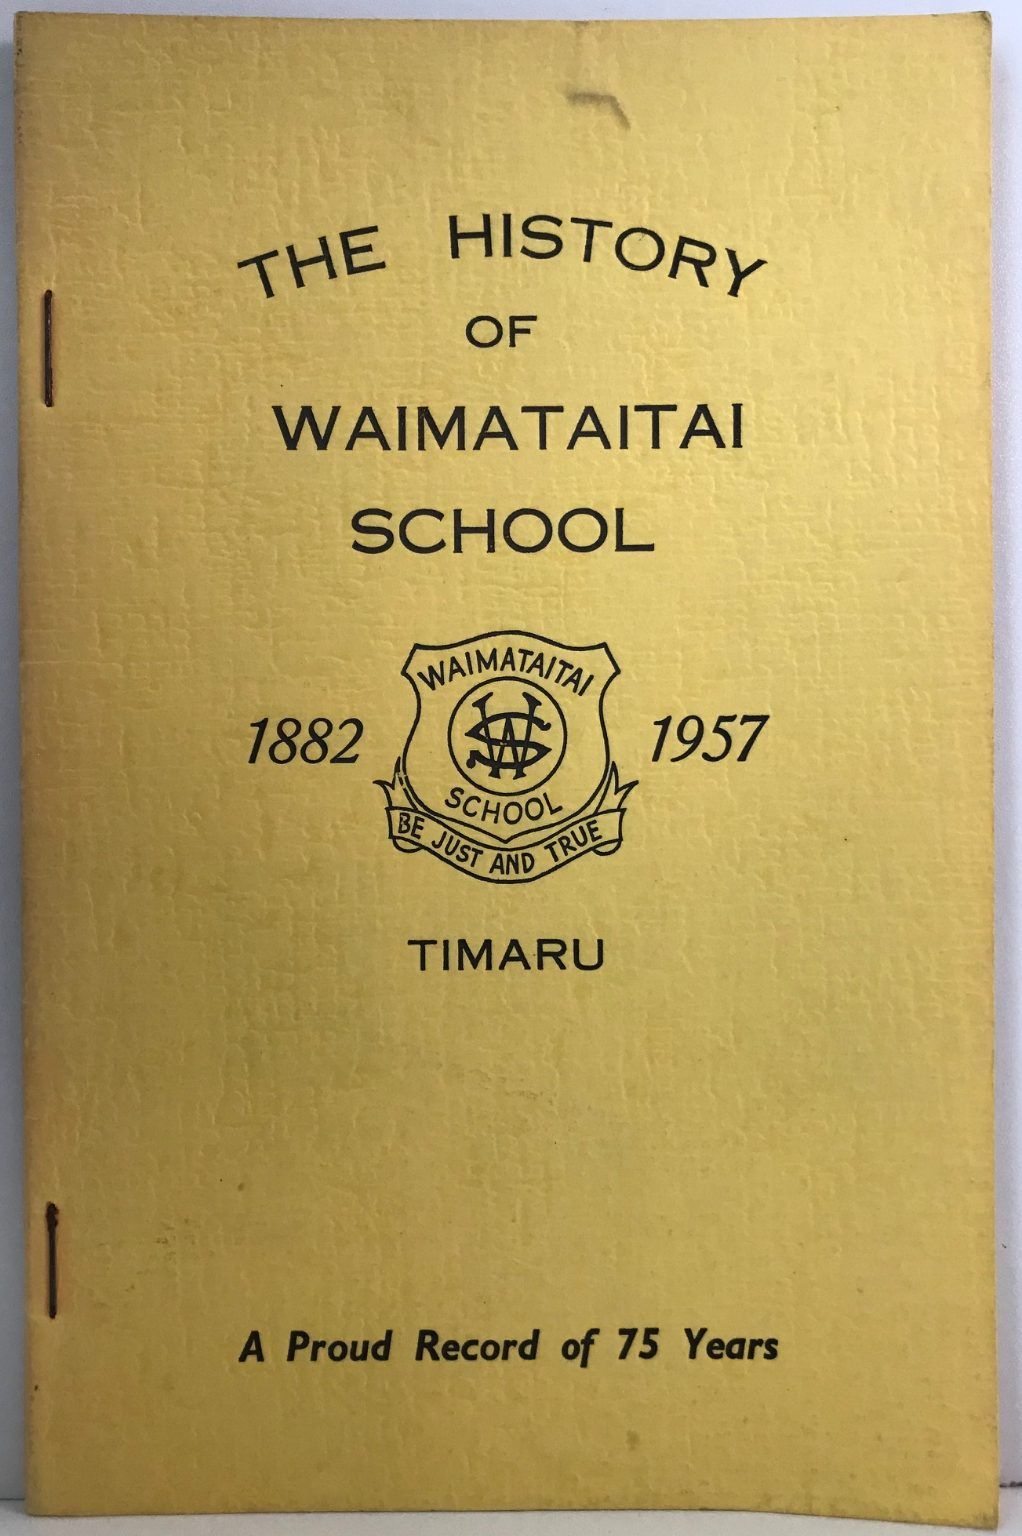 THE HISTORY
OF
WAIMATAITAI
SCHOOL
WAIMATAITAI
1882
WS
1957
SCHOOL
BE JUST AND TRUE
TIMARU
A Proud Record of 75 Years